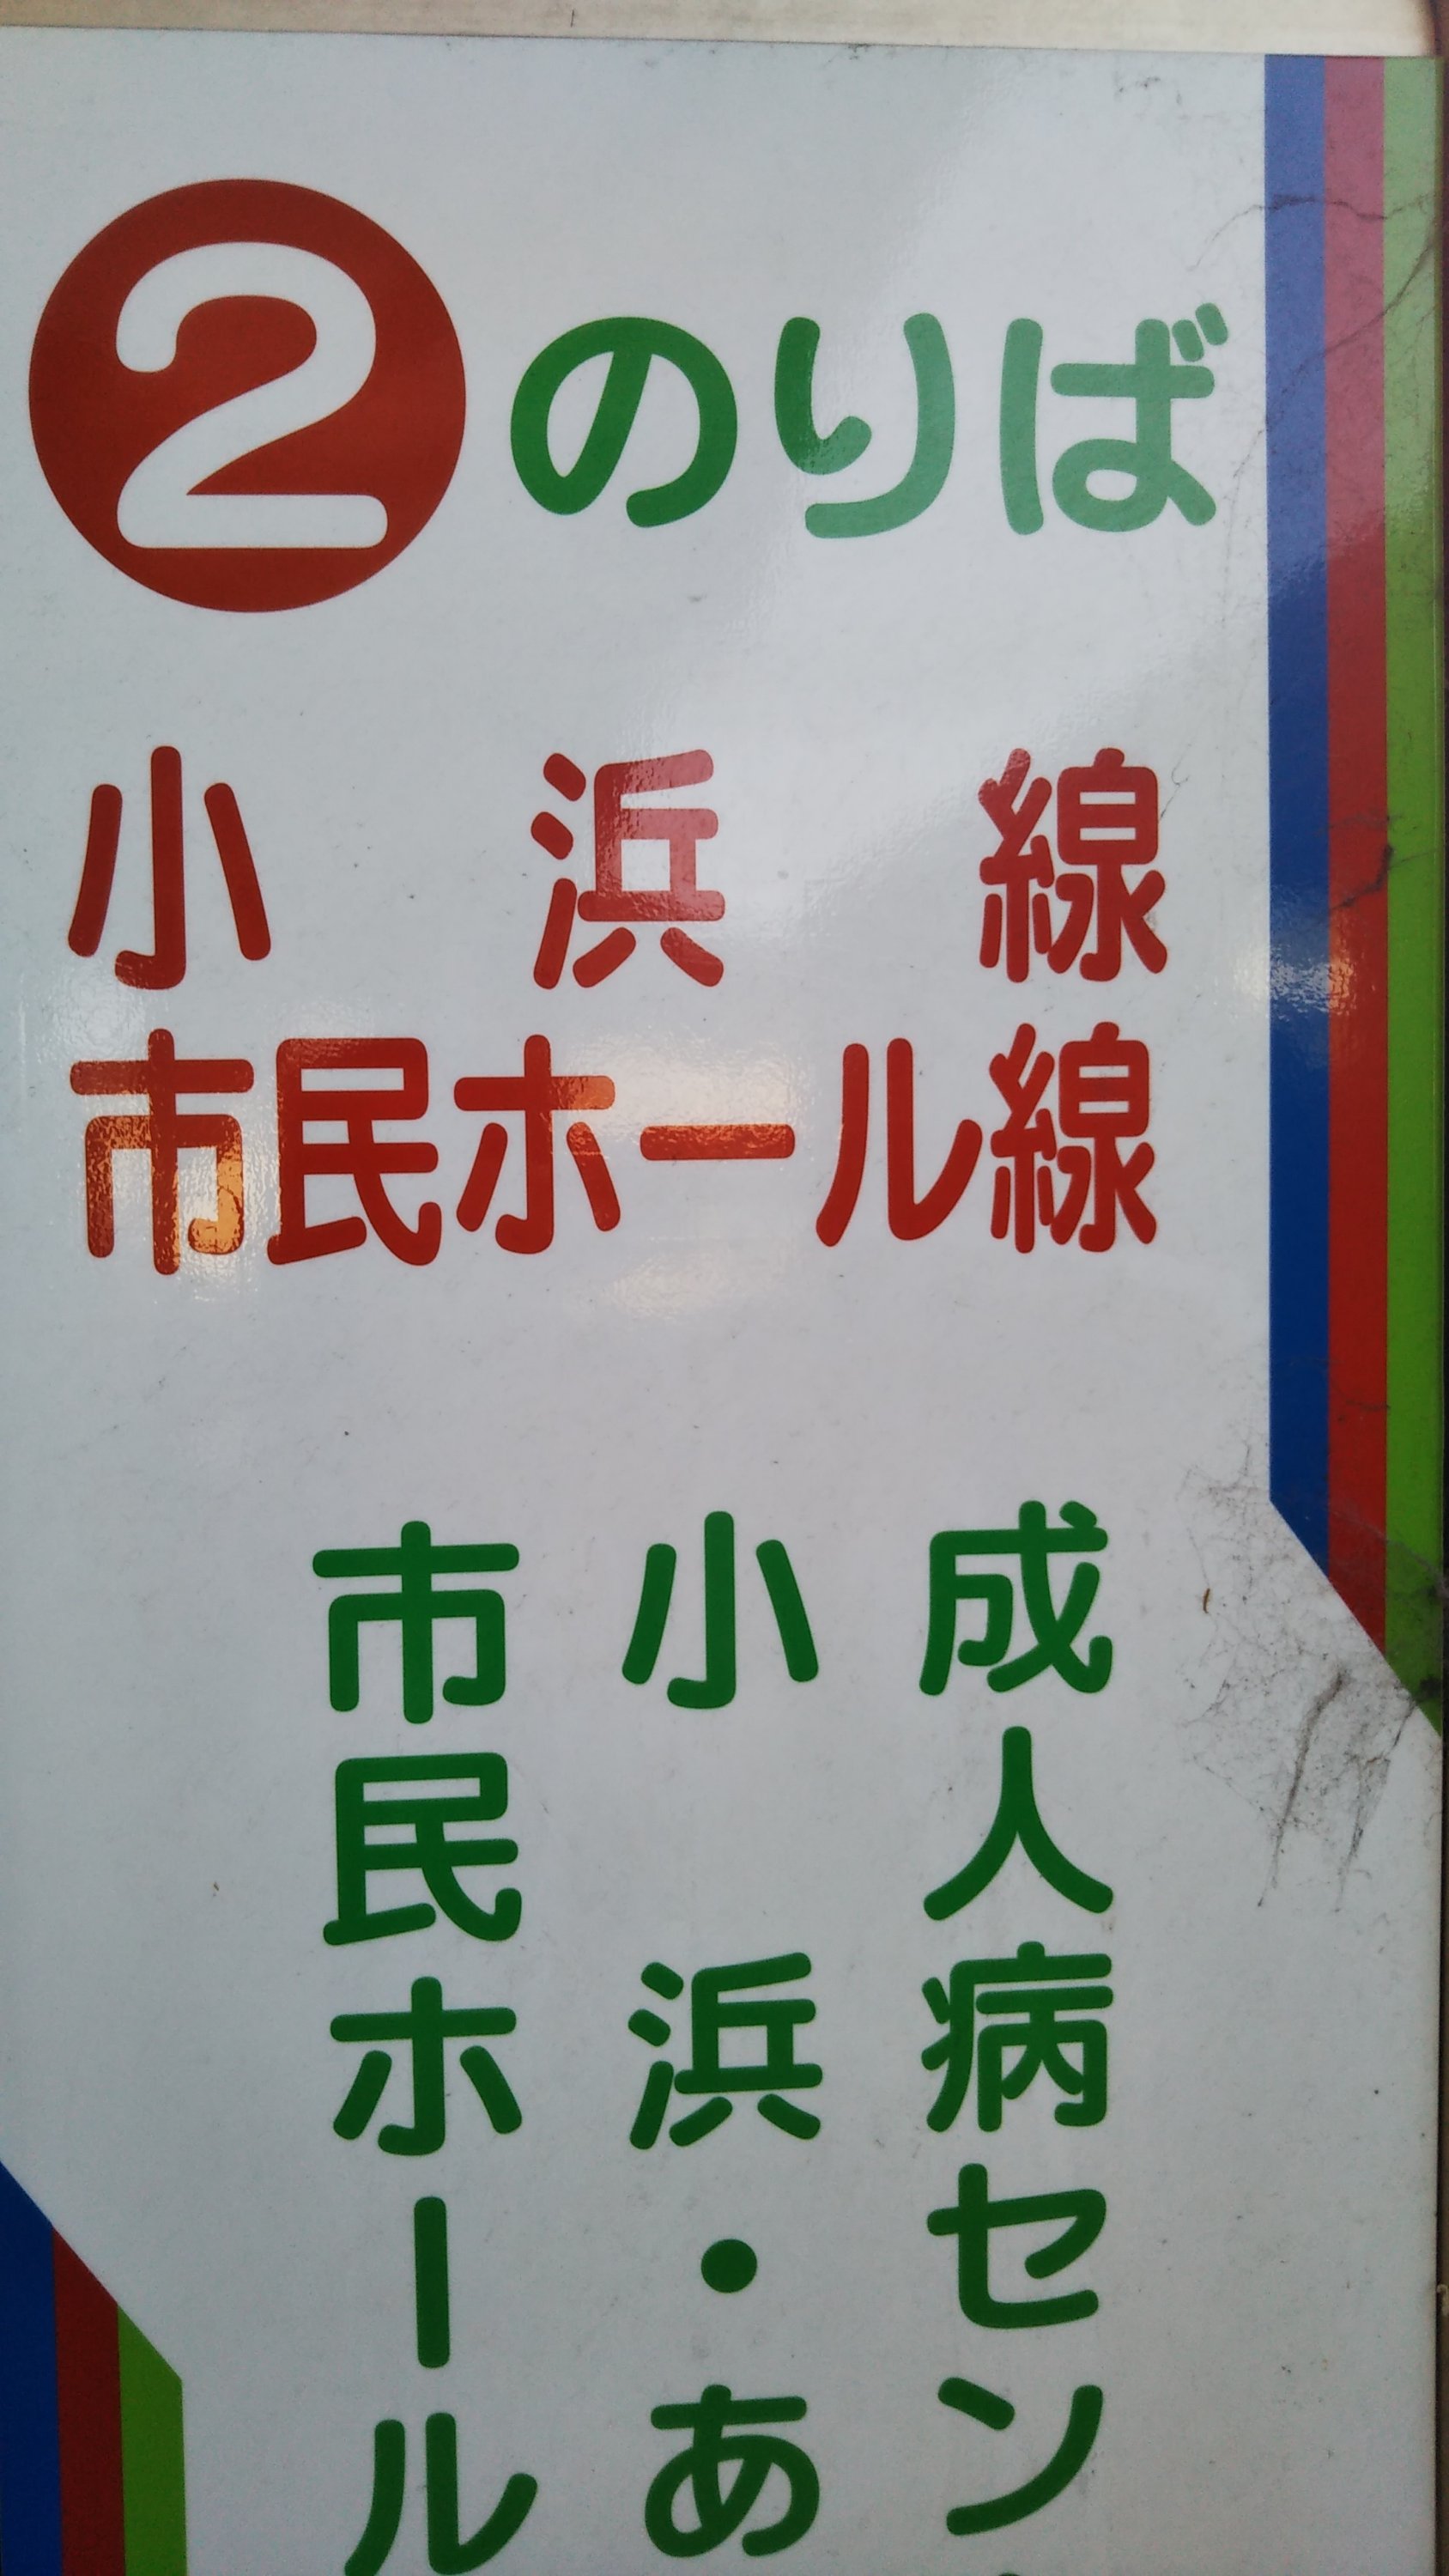 2のりば
小浜線
市民ホール線
成人病セン
小浜・あ
市民ホール